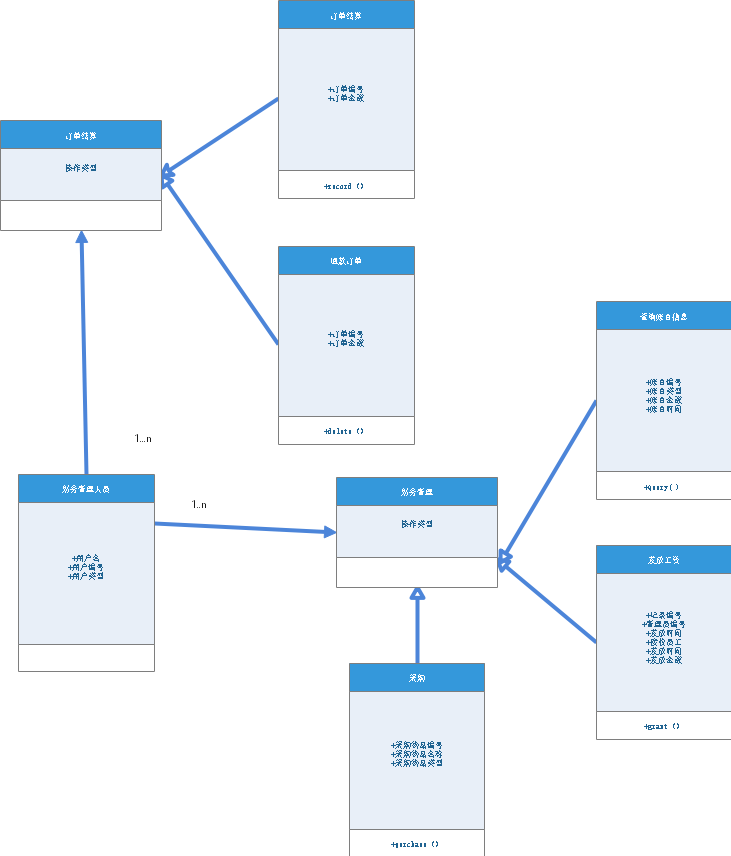 订单结算
+订单编号
+订单金额
+record ()
订单结算
操作类型
退款订单
+订单编号
+订单金额
+delete ()
查询账目信息
+账目编号
+账目类型
+账目金额
+账目时间
+query()
1...n
财务管理人员
+用户名
+用户编号
+用户类型
1..n
财务管理
操作类型
发放工资
+记录编号
+管理员编号
+发放时间
+接收员工
+发放时间
+发放金额
+grant ()
采购
+采购物品编号
+采购物品名称
+采购物品类型
+purchase ()